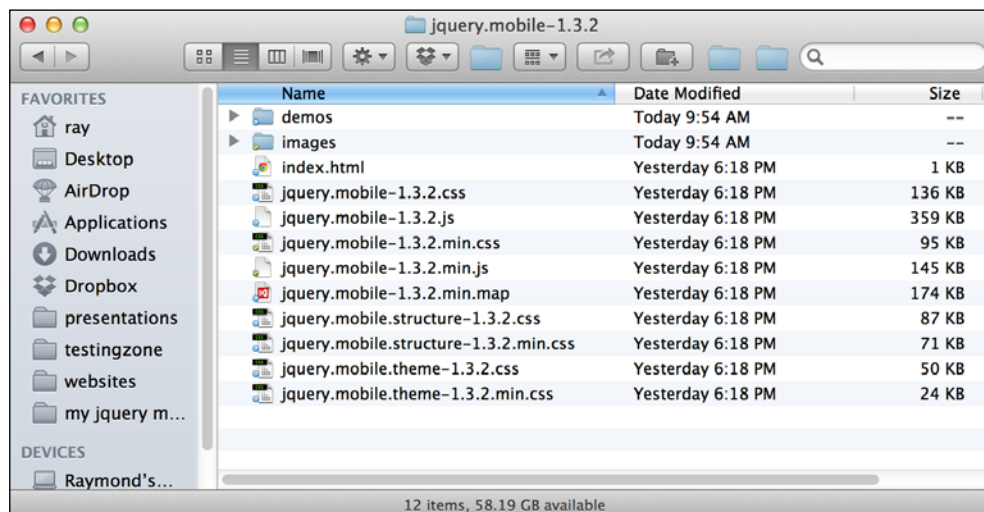 jquery.mobile-1.3.2
FAVORITES
ray
Desktop
AirDrop
Applications
Downloads
Dropbox
presentations
testingzone
websites
my jquery m...
DEVICES
Raymond's...
Name Date Modified Size
demos Today 9:54 AM --
images Today 9:54 AM --
index.html Yesterday 6:18 PM 1 KB
jquery.mobile-1.3.2.css Yesterday 6:18 PM 136 KB
jquery.mobile-1.3.2.js Yesterday 6:18 PM 359 KB
jquery.mobile-1.3.2.min.css Yesterday 6:18 PM 95 KB
jquery.mobile-1.3.2.min.js Yesterday 6:18 PM 145 KB
jquery.mobile-1.3.2.min.map Yesterday 6:18 PM 174 KB
jquery.mobile.structure-1.3.2.css Yesterday 6:18 PM 87 KB
jquery.mobile.structure-1.3.2.min.css Yesterday 6:18 PM 71 KB
jquery.mobile.theme-1.3.2.css Yesterday 6:18 PM 50 KB
jquery.mobile.theme-1.3.2.min.css Yesterday 6:18 PM 24 KB
12 items, 58.19 GB available